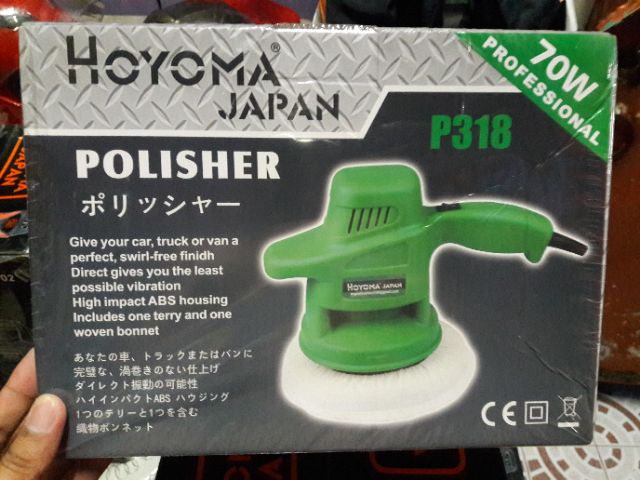 HOYOMA®
JAPAN
70W
PROFESSIONAL
P318
POLISHER
ポリッシャー
Give your car, truck or van a
perfect, swirl-free finidh
Direct gives you the least
possible vibration
High impact ABS housing
Includes one terry and one
woven bonnet
あなたの車、トラックまたはバンに
完璧な、渦巻きのない仕上げ
ダイレクト振動の可能性
ハイインパクトABS ハウジング
1つのテリーと1つを含む
織物ボンネット
HOYOMA JAPAN
CE